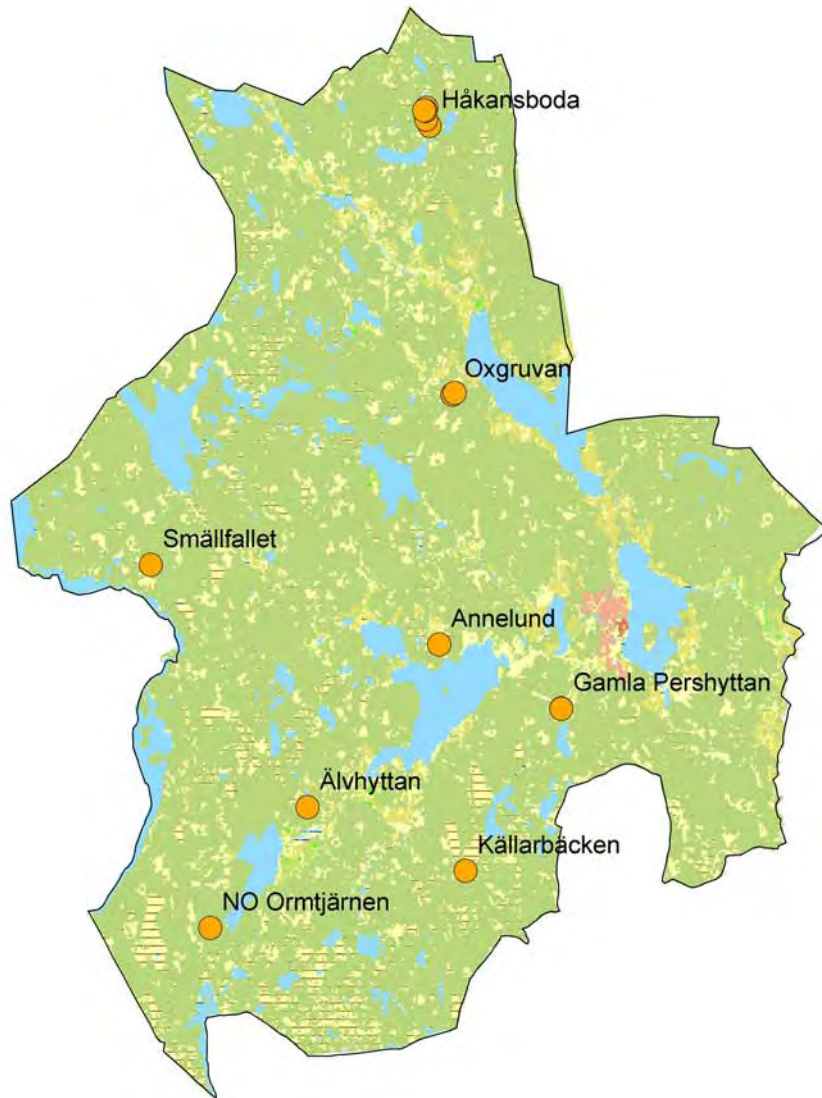 Håkansboda
Oxgruvan
Smällfallet
Annelund
Gamla Pershyttan
Älvhyttan
Källarbäcken
NO Ormtjärnen